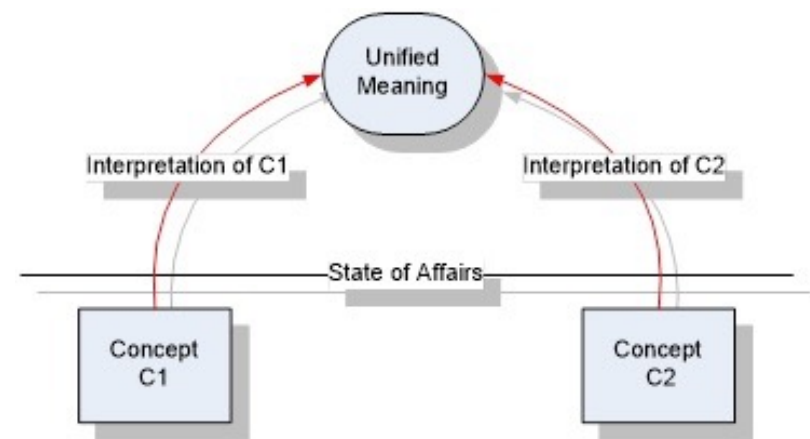 Unified
Meaning
Interpretation of C1
Interpretation of C2
State of Affairs
Concept
C1
Concept
C2